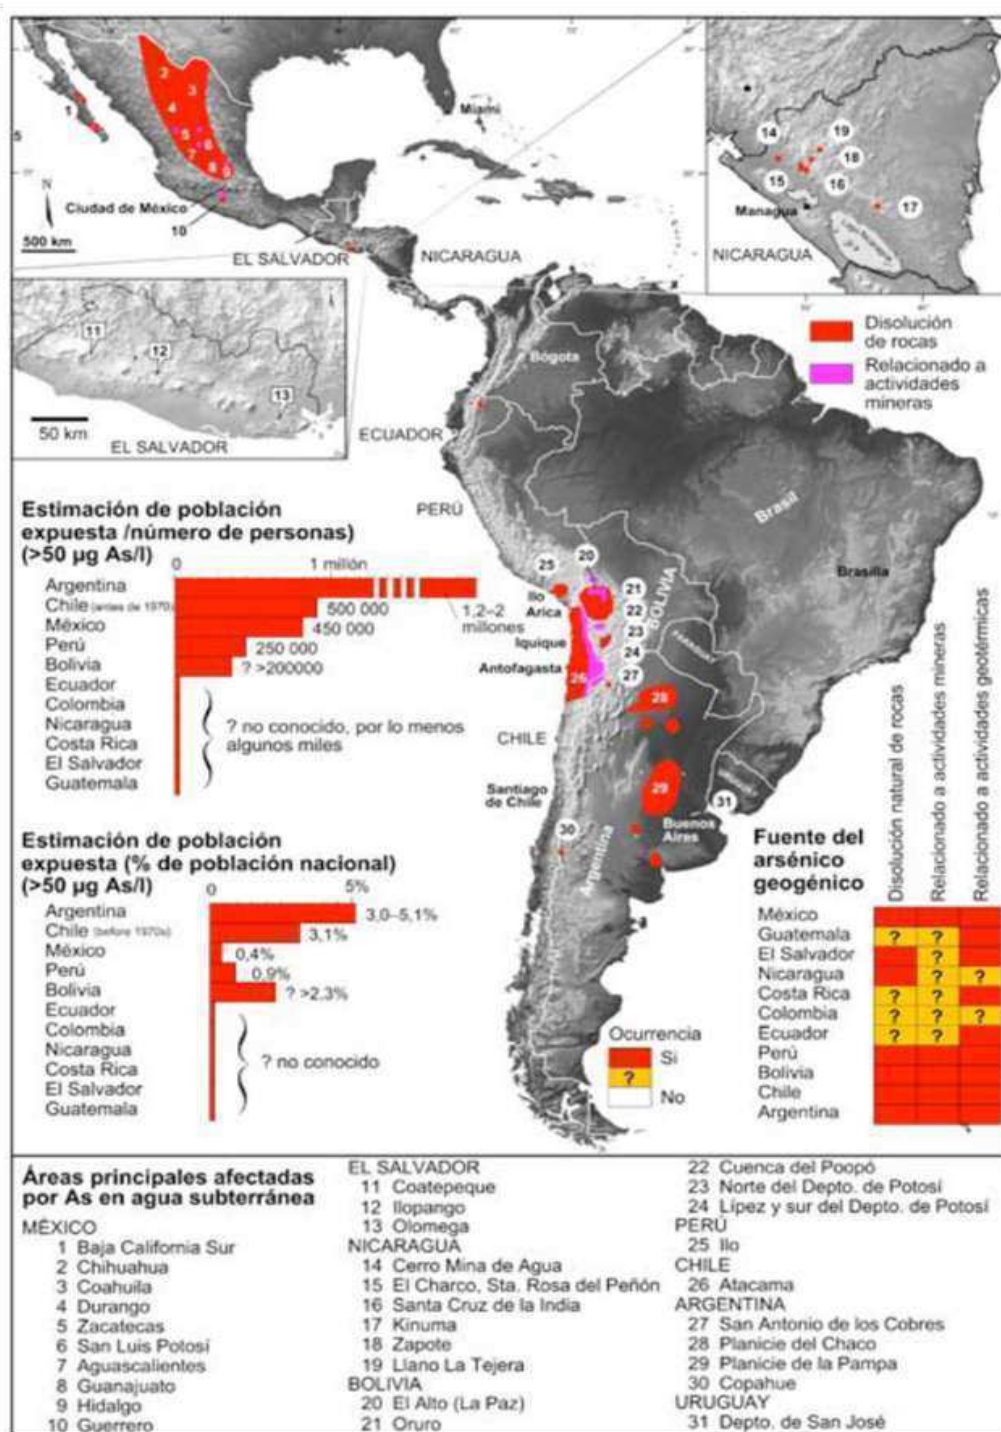 Miami
Ciudad de México
N
500 km
EL SALVADOR
NICARAGUA
1
2
3
4
5
6
7
8
9
10
14
19
18
15
16
Managua
17
NICARAGUA
11
12
13
50 km
EL SALVADOR
Disolución
de rocas
Relacionado a
actividades
mineras
Bógota
ECUADOR
PERÚ
Brasil
Brasilla
BOLIVIA
20
25
21
Ilo
Arica
22
23
Iquique
24
Antofagasta
26
27
28
CHILE
Santiago
de Chile
29
31
30
Buenos
Aires
Argentina
Estimación de población
expuesta /número de personas)
(>50 µg As/l)
0
1 millón
Argentina
1,2–2
millones
Chile (antes de 1970)
500 000
México
450 000
Perú
250 000
Bolivia
? >200000
Ecuador
Colombia
Nicaragua
Costa Rica
El Salvador
Guatemala
? no conocido, por lo menos
algunos miles
Estimación de población
expuesta (% de población nacional)
(>50 µg As/l)
0
5%
Argentina
3,0–5,1%
Chile (before 1970s)
3,1%
México
0,4%
Perú
0.9%
Bolivia
? >2,3%
Ecuador
Colombia
Nicaragua
Costa Rica
El Salvador
Guatemala
? no conocido
Ocurrencia
Si
?
No
Fuente del
arsénico
geogénico
Disolución natural de rocas
Relacionado a actividades mineras
Relacionado a actividades geotérmicas
México
Guatemala ? ?
El Salvador ?
Nicaragua ? ?
Costa Rica ? ?
Colombia ? ? ?
Ecuador ? ?
Perú
Bolivia
Chile
Argentina
Áreas principales afectadas
por As en agua subterránea
MÉXICO
1 Baja California Sur
2 Chihuahua
3 Coahuila
4 Durango
5 Zacatecas
6 San Luis Potosí
7 Aguascalientes
8 Guanajuato
9 Hidalgo
10 Guerrero
EL SALVADOR
11 Coatepeque
12 Ilopango
13 Olomega
NICARAGUA
14 Cerro Mina de Agua
15 El Charco, Sta. Rosa del Peñón
16 Santa Cruz de la India
17 Kinuma
18 Zapote
19 Llano La Tejera
BOLIVIA
20 El Alto (La Paz)
21 Oruro
22 Cuenca del Poopó
23 Norte del Depto. de Potosí
24 Lípez y sur del Depto. de Potosí
PERÚ
25 Ilo
CHILE
26 Atacama
ARGENTINA
27 San Antonio de los Cobres
28 Planicie del Chaco
29 Planicie de la Pampa
30 Copahue
URUGUAY
31 Depto. de San José